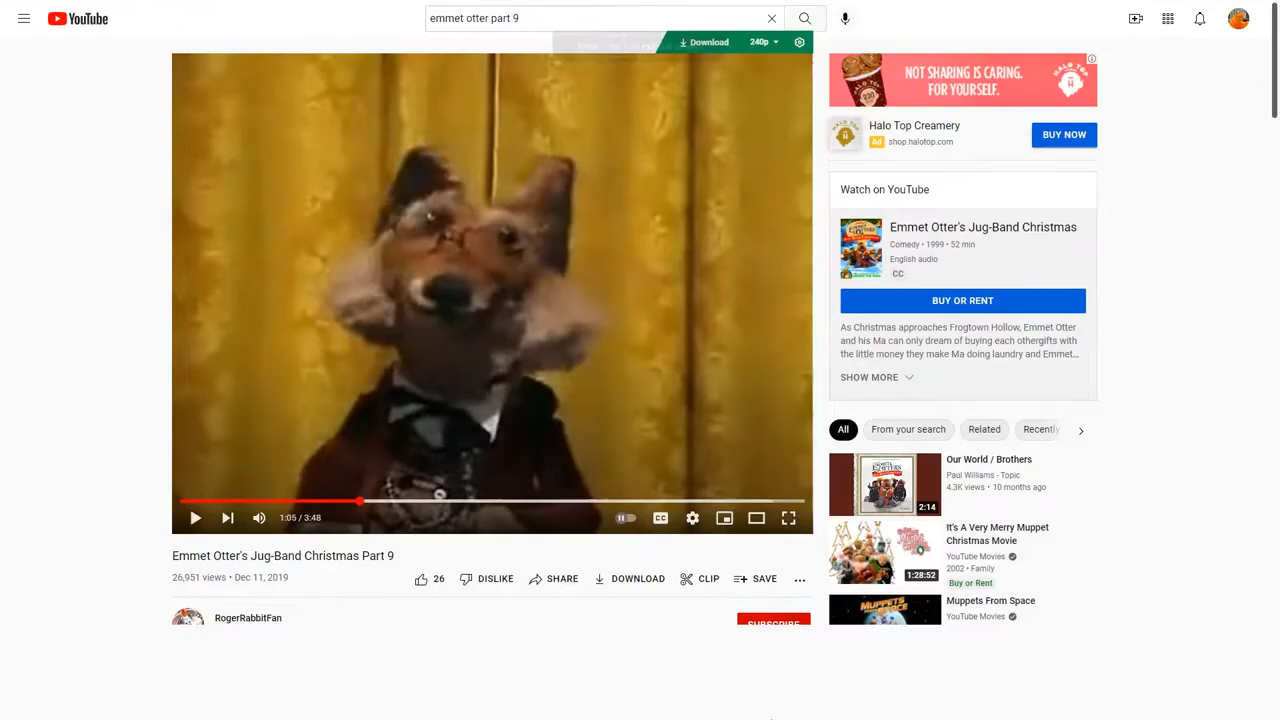 YouTube
emmet otter part 9
Download
240p
NOT SHARING IS CARING.
FOR YOURSELF.
HALO TOP
Halo Top Creamery
Ad shop.halotop.com
BUY NOW
Watch on YouTube
Emmet Otter's Jug-Band Christmas
Comedy • 1999 • 52 min
English audio
CC
BUY OR RENT
As Christmas approaches Frogtown Hollow, Emmet Otter
and his Ma can only dream of buying each othergifts with
the little money they make Ma doing laundry and Emmet...
SHOW MORE
All From your search Related Recently
Our World / Brothers
Paul Williams - Topic
4.3K views • 10 months ago
2:14
It's A Very Merry Muppet
Christmas Movie
YouTube Movies
2002 • Family
Buy or Rent
1:28:52
Muppets From Space
YouTube Movies
MUPPETS
1:05 / 3:48
CC
Emmet Otter's Jug-Band Christmas Part 9
26,951 views • Dec 11, 2019
26 DISLIKE SHARE DOWNLOAD CLIP SAVE
RogerRabbitFan
SUBSCRIBE